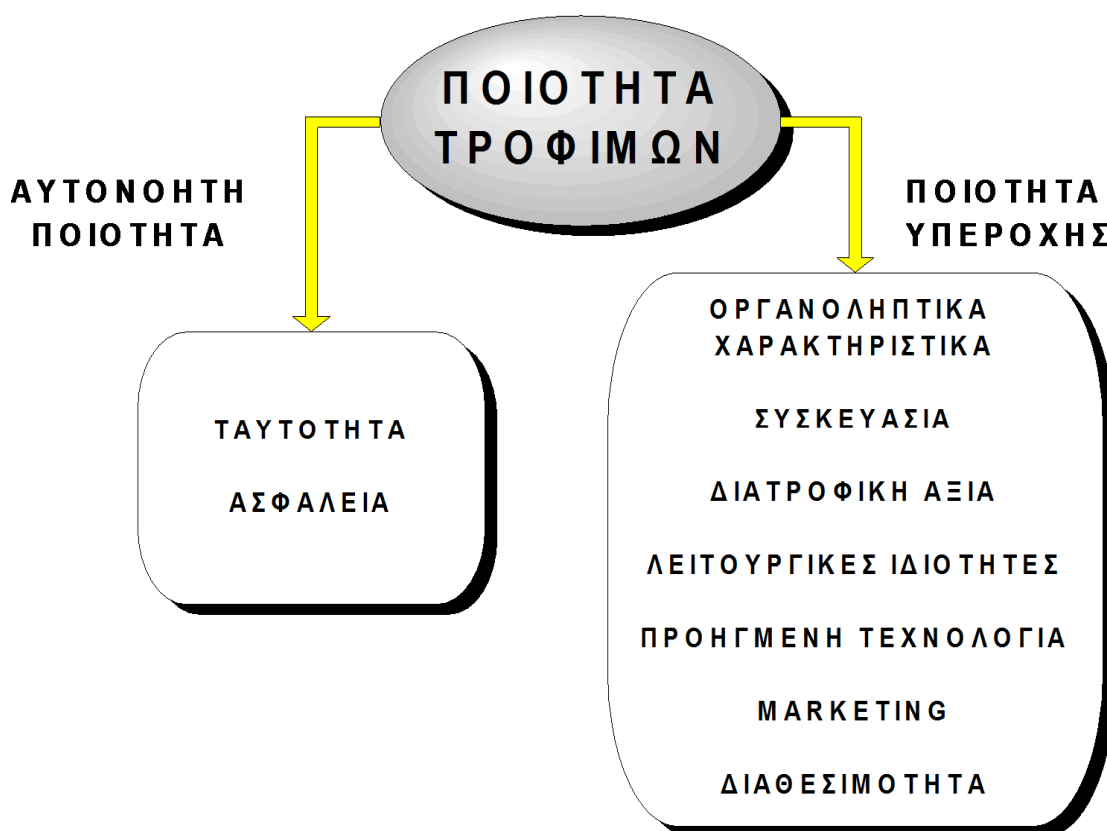 ΠΟΙΟΤΗΤΑ
ΤΡΟΦΙΜΩΝ
ΑΥΤΟΝΟΗΤΗ
ΠΟΙΟΤΗΤΑ
ΤΑΥΤΟΤΗΤΑ
ΑΣΦΑΛΕΙΑ
ΠΟΙΟΤΗΤΑ
ΥΠΕΡΟΧΗΣ
ΟΡΓΑΝΟΛΗΠΤΙΚΑ
ΧΑΡΑΚΤΗΡΙΣΤΙΚΑ
ΣΥΣΚΕΥΑΣΙΑ
ΔΙΑΤΡΟΦΙΚΗ ΑΞΙΑ
ΛΕΙΤΟΥΡΓΙΚΕΣ ΙΔΙΟΤΗΤΕΣ
ΠΡΟΗΓΜΕΝΗ ΤΕΧΝΟΛΟΓΙΑ
MARKETING
ΔΙΑΘΕΣΙΜΟΤΗΤΑ